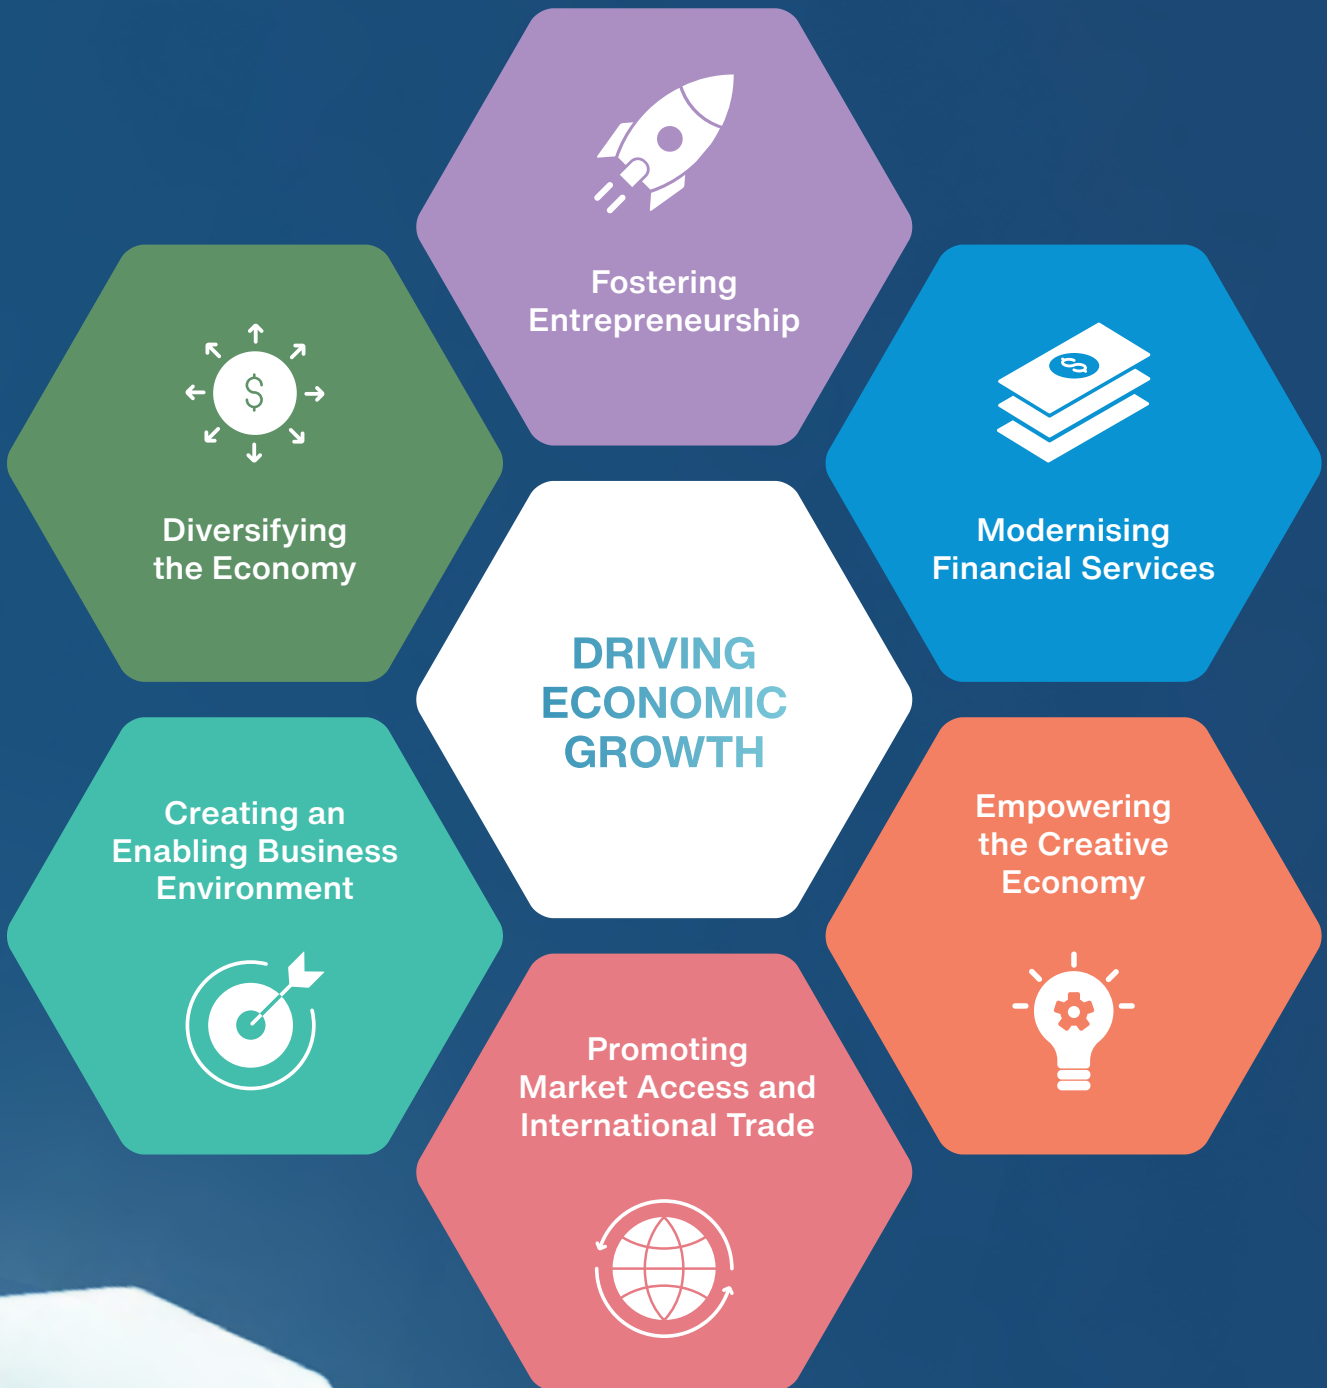 Fostering
Entrepreneurship
Diversifying
the Economy
Modernising
Financial Services
DRIVING
ECONOMIC
GROWTH
Creating an
Enabling Business
Environment
Empowering
the Creative
Economy
Promoting
Market Access and
International Trade